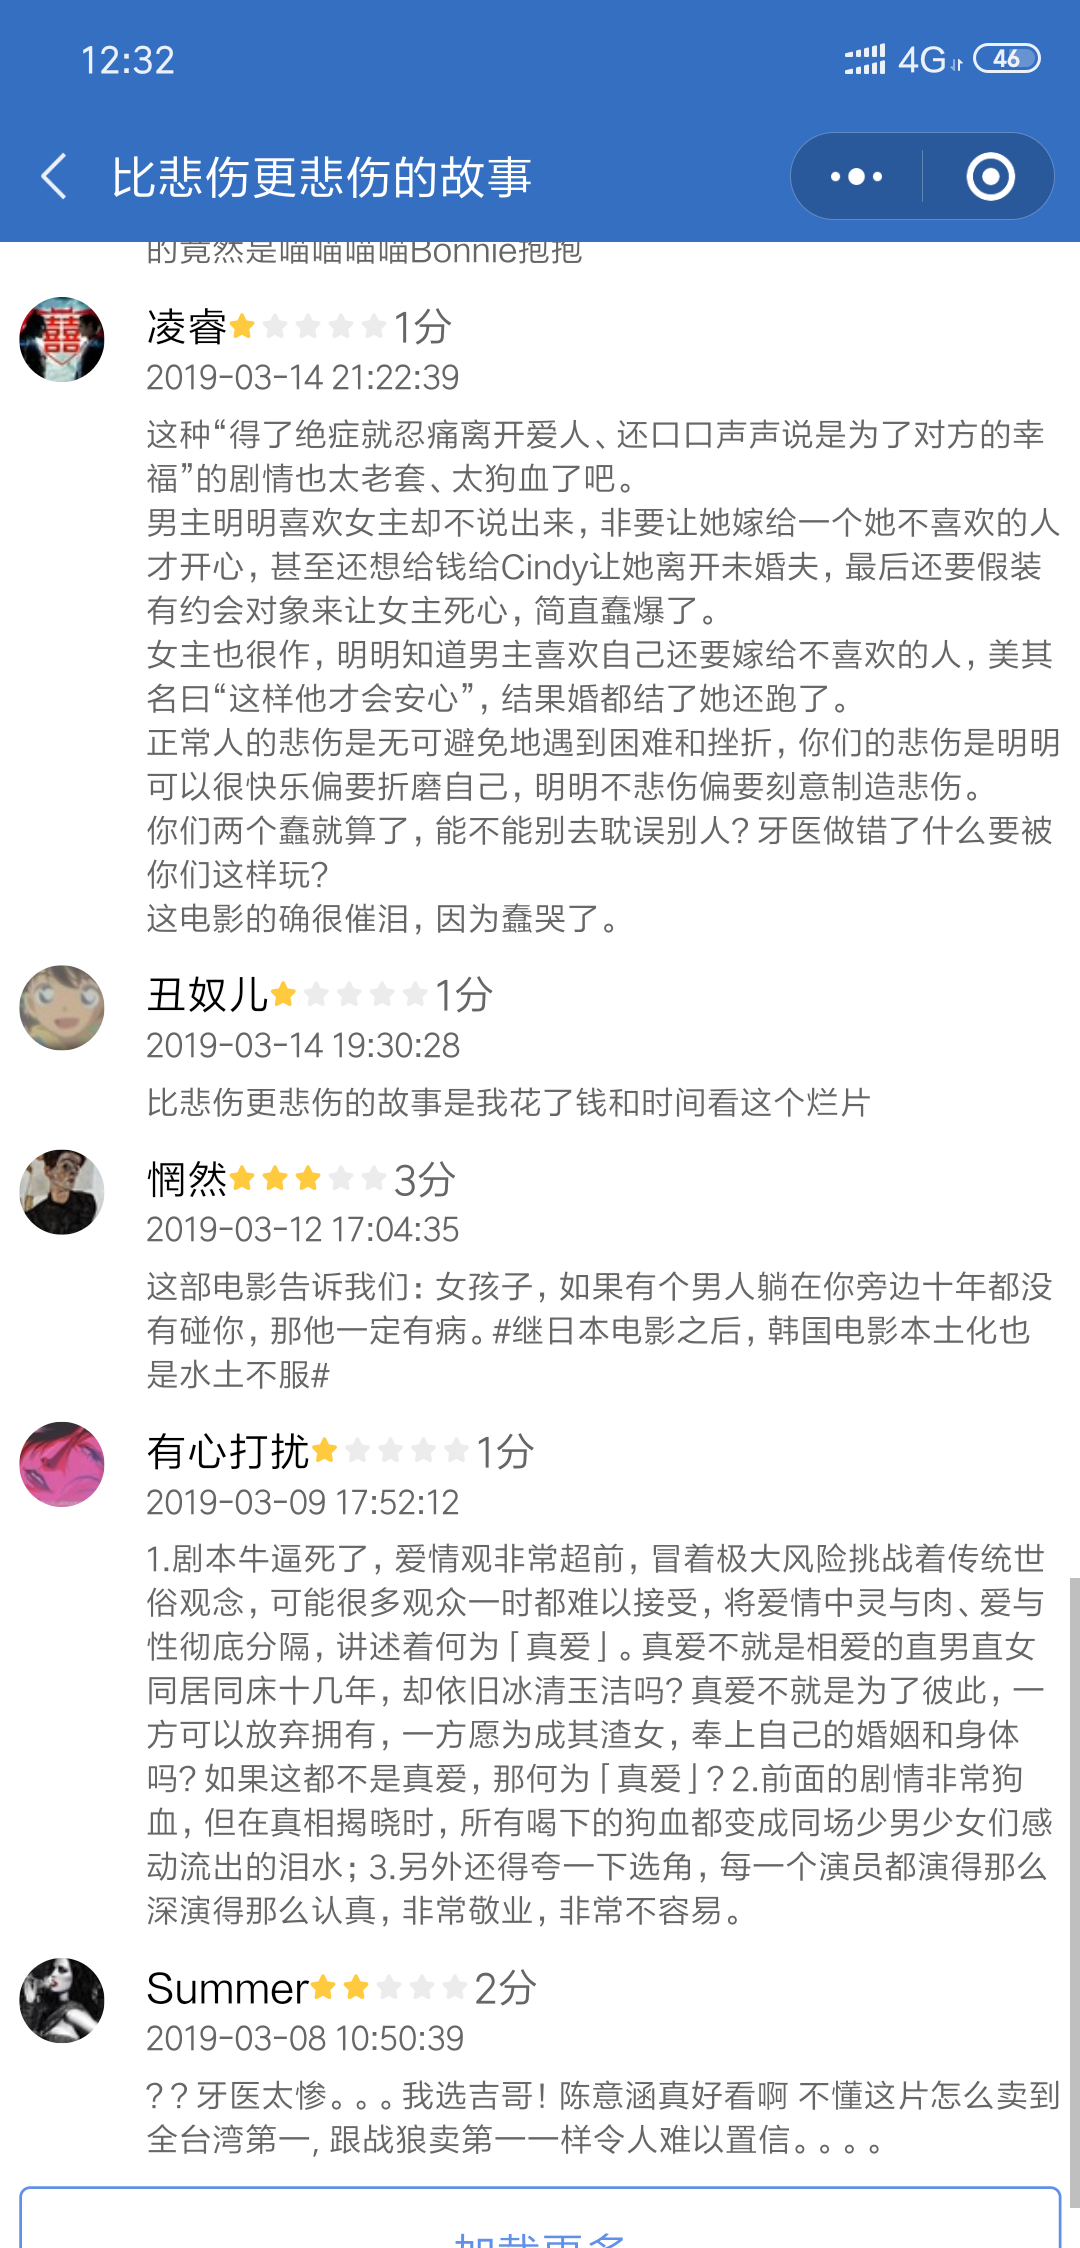 12:32
4G
46
比悲伤更悲伤的故事
的竟然是喵喵喵喵Bonnie抱抱
凌睿 1分
2019-03-14 21:22:39
这种“得了绝症就忍痛离开爱人、还口口声声说是为了对方的幸
福”的剧情也太老套、太狗血了吧。
男主明明喜欢女主却不说出来，非要让她嫁给一个她不喜欢的人
才开心，甚至还想给钱给Cindy让她离开未婚夫，最后还要假装
有约会对象来让女主死心，简直蠢爆了。
女主也很作，明明知道男主喜欢自己还要嫁给不喜欢的人，美其
名曰“这样他才会安心”，结果婚都结了她还跑了。
正常人的悲伤是无可避免地遇到困难和挫折，你们的悲伤是明明
可以很快乐偏要折磨自己，明明不悲伤偏要刻意制造悲伤。
你们两个蠢就算了，能不能别去耽误别人？牙医做错了什么要被
你们这样玩？
这电影的确很催泪，因为蠢哭了。
丑奴儿 1分
2019-03-14 19:30:28
比悲伤更悲伤的故事是我花了钱和时间看这个烂片
惘然 3分
2019-03-12 17:04:35
这部电影告诉我们：女孩子，如果有个男人躺在你旁边十年都没
有碰你，那他一定有病。#继日本电影之后，韩国电影本土化也
是水土不服#
有心打扰 1分
2019-03-09 17:52:12
1.剧本牛逼死了，爱情观非常超前，冒着极大风险挑战着传统世
俗观念，可能很多观众一时都难以接受，将爱情中灵与肉、爱与
性彻底分隔，讲述着何为「真爱」。真爱不就是相爱的直男直女
同居同床十几年，却依旧冰清玉洁吗？真爱不就是为了彼此，一
方可以放弃拥有，一方愿为成其渣女，奉上自己的婚姻和身体
吗？如果这都不是真爱，那何为「真爱」？2.前面的剧情非常狗
血，但在真相揭晓时，所有喝下的狗血都变成同场少男少女们感
动流出的泪水；3.另外还得夸一下选角，每一个演员都演得那么
深演得那么认真，非常敬业，非常不容易。
Summer 2分
2019-03-08 10:50:39
？？牙医太惨。。。我选吉哥！陈意涵真好看啊 不懂这片怎么卖到
全台湾第一, 跟战狼卖第一一样令人难以置信。。。。
加载更多